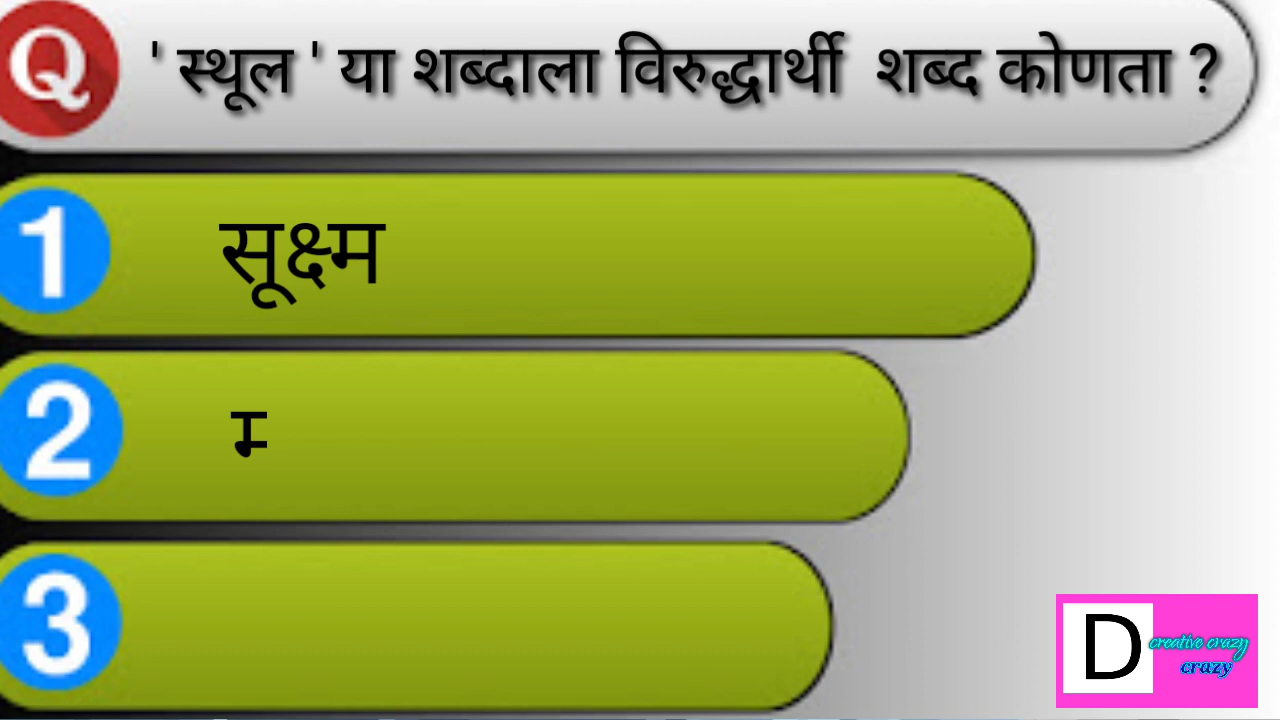 Q ' स्थूल ' या शब्दाला विरुद्धार्थी शब्द कोणता ?
1 सूक्ष्म
2
3
D creative crazy
crazy